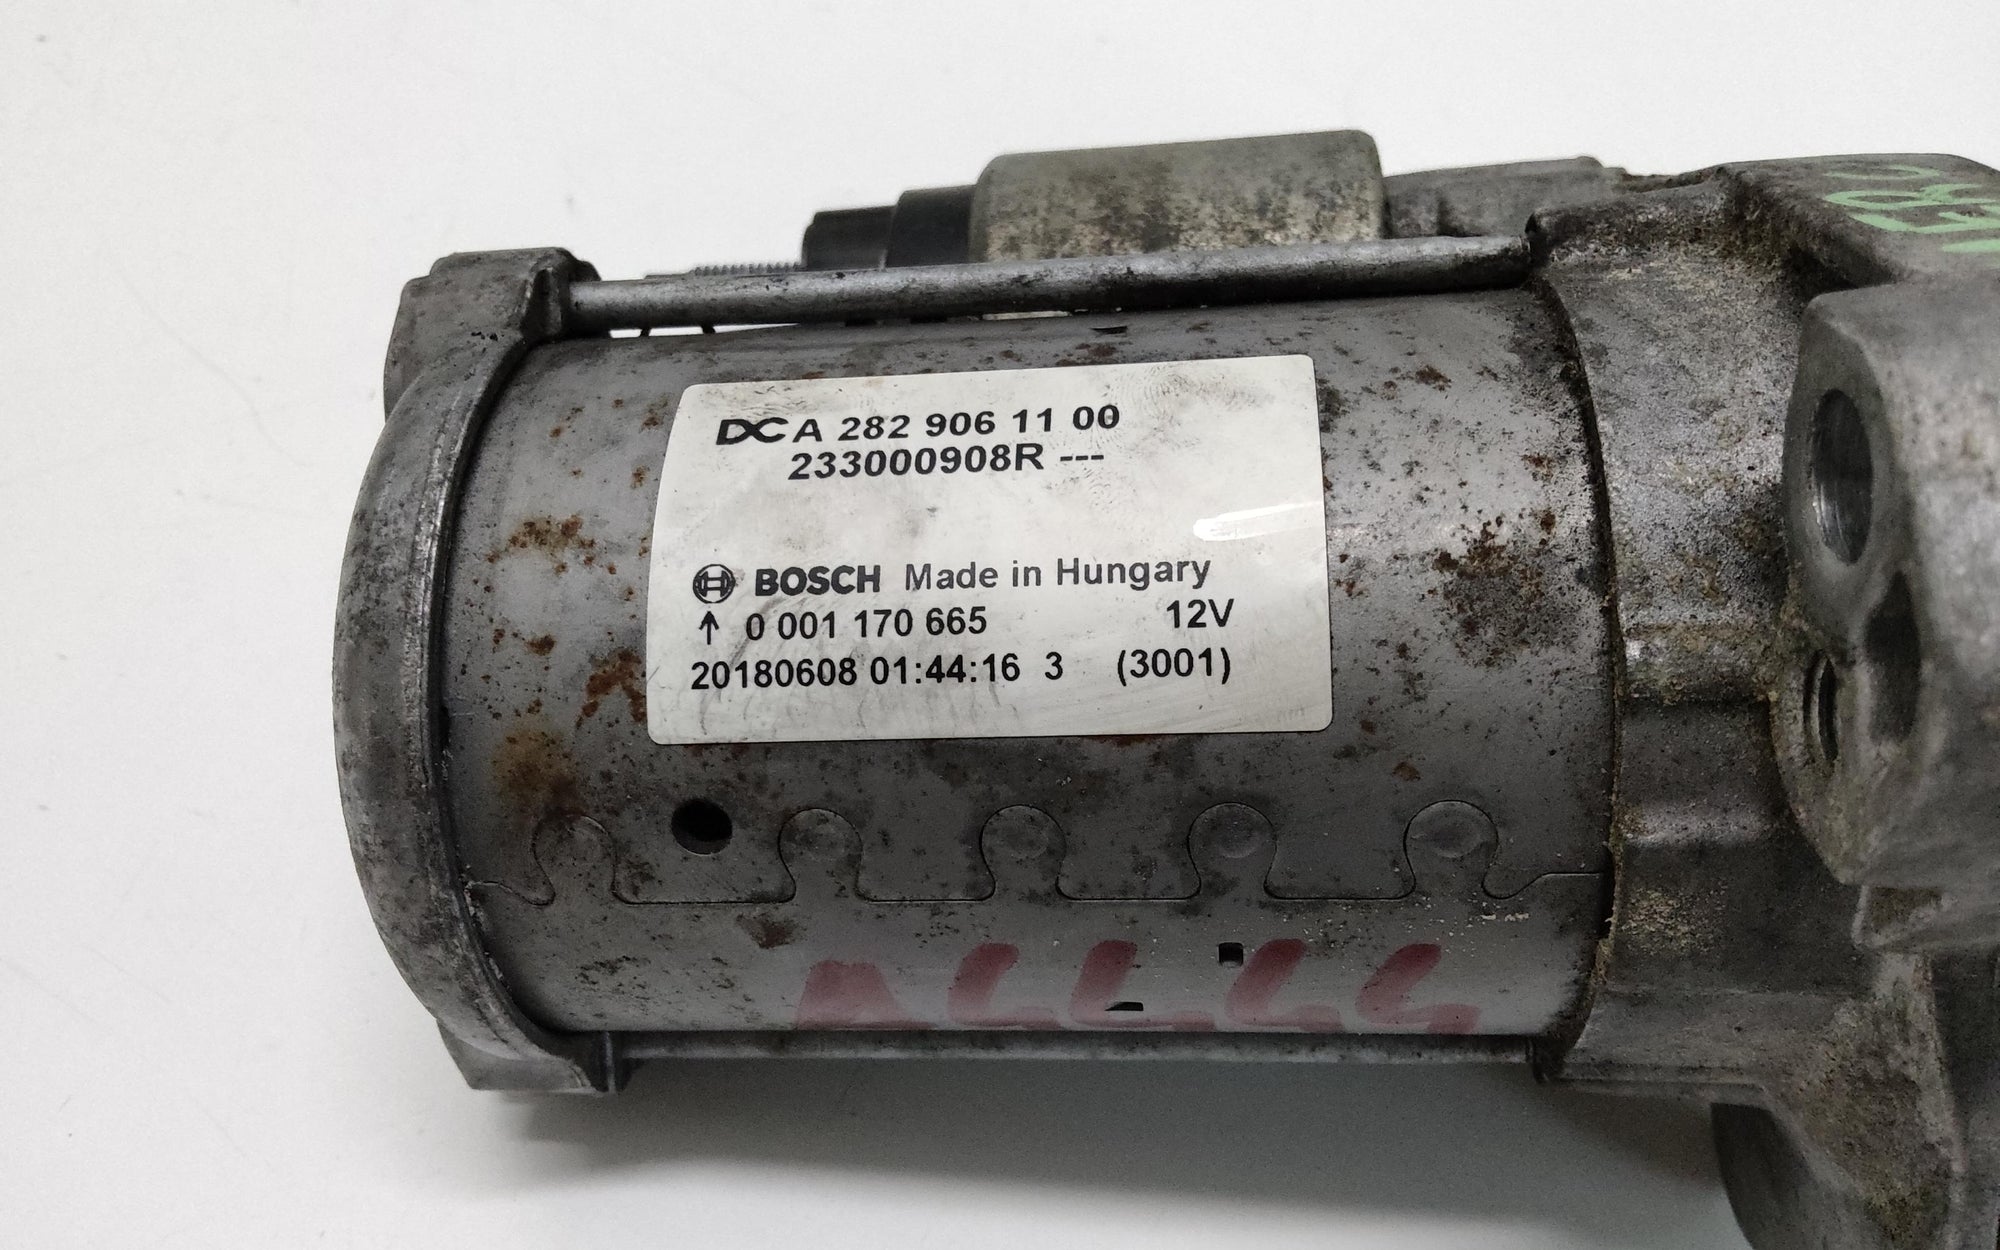 DC A 282 906 11 00
233000908R ---
BOSCH Made in Hungary
↑ 0 001 170 665 12V
20180608 01:44:16 3 (3001)